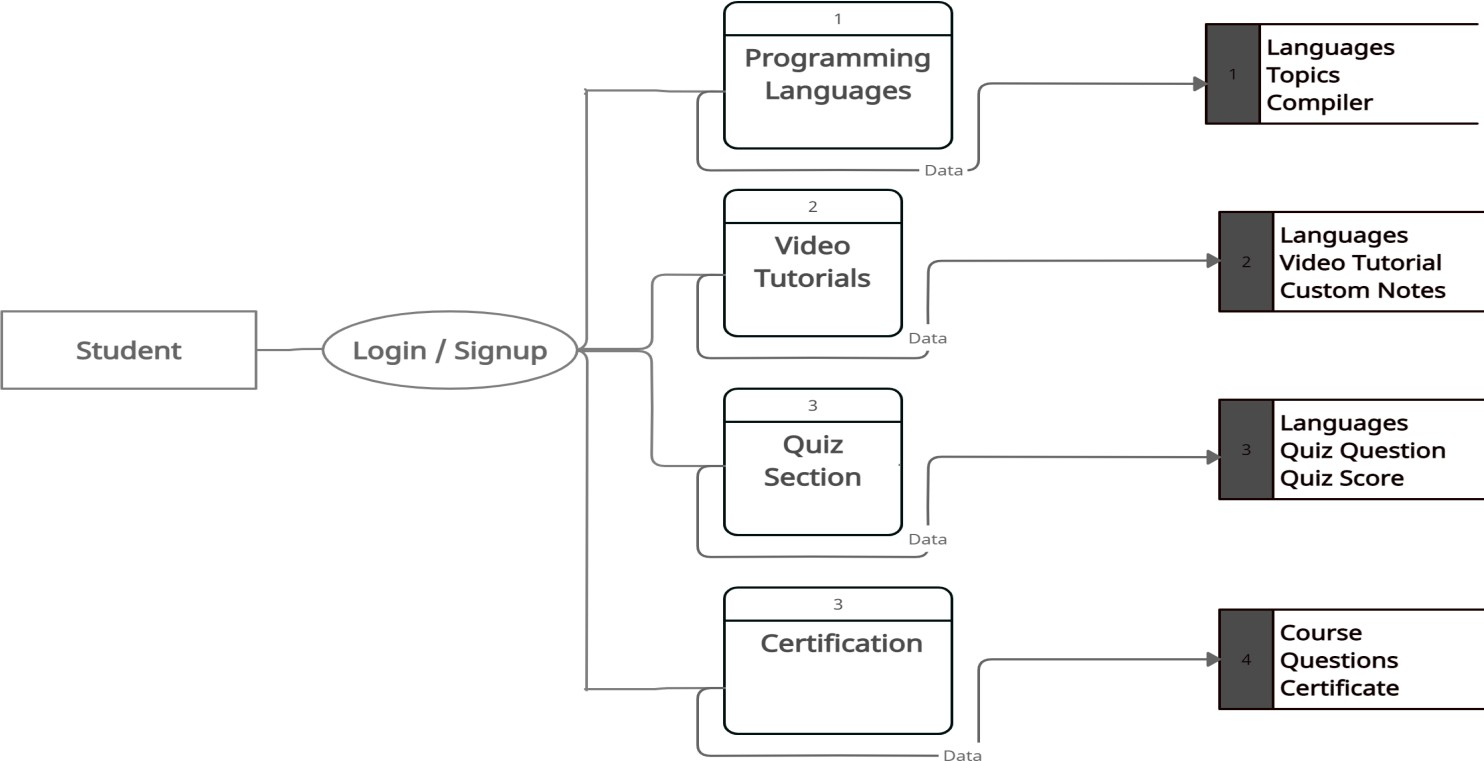 Student
Login / Signup
1
Programming
Languages
Data
1
Languages
Topics
Compiler
2
Video
Tutorials
Data
2
Languages
Video Tutorial
Custom Notes
3
Quiz
Section
Data
3
Languages
Quiz Question
Quiz Score
3
Certification
Data
4
Course
Questions
Certificate